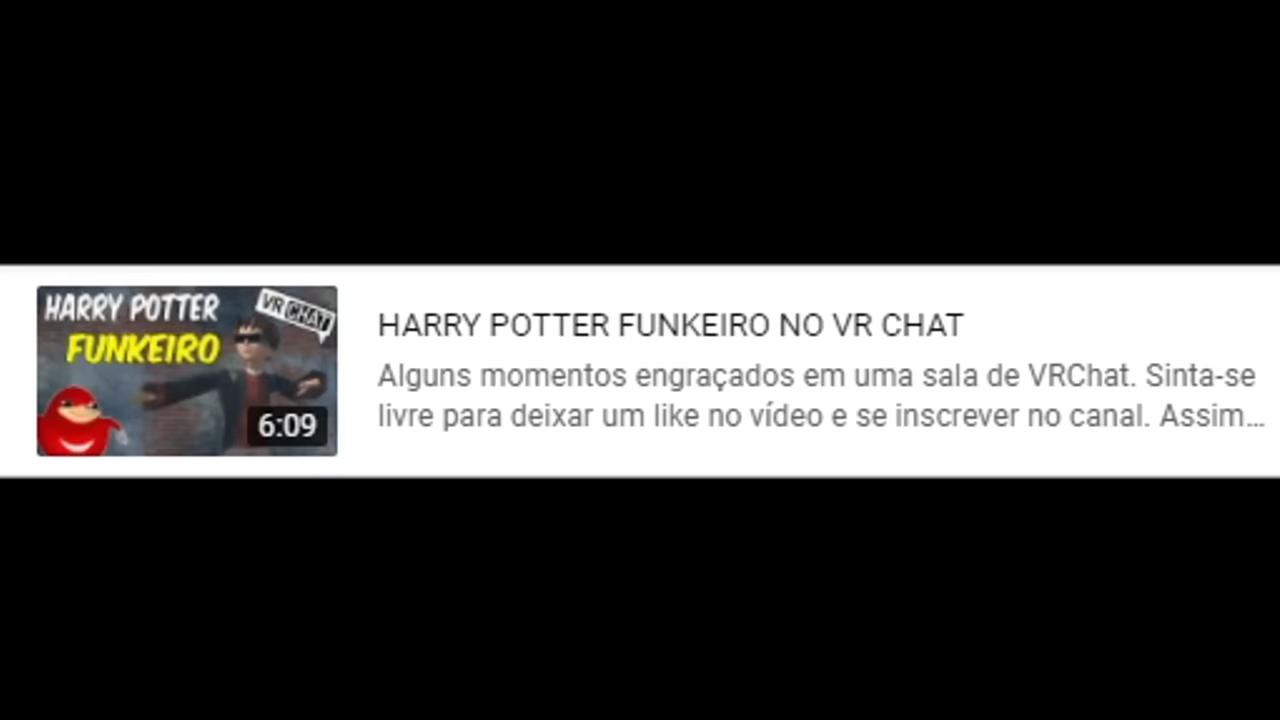 HARRY POTTER
FUNKEIRO
VR CHAT
6:09
HARRY POTTER FUNKEIRO NO VR CHAT
Alguns momentos engraçados em uma sala de VRChat. Sinta-se
livre para deixar um like no vídeo e se inscrever no canal. Assim...